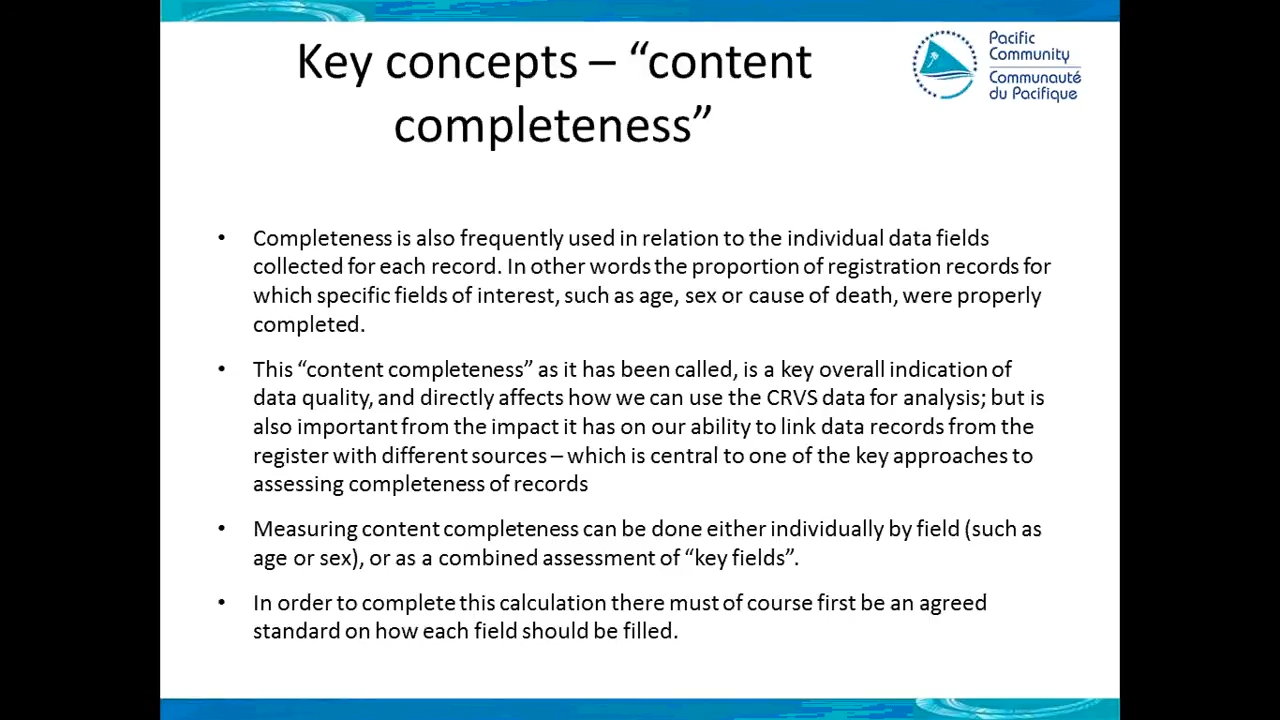 Key concepts – “content
completeness”
Pacific
Community
Communauté
du Pacifique
• Completeness is also frequently used in relation to the individual data fields
collected for each record. In other words the proportion of registration records for
which specific fields of interest, such as age, sex or cause of death, were properly
completed.
• This “content completeness” as it has been called, is a key overall indication of
data quality, and directly affects how we can use the CRVS data for analysis; but is
also important from the impact it has on our ability to link data records from the
register with different sources – which is central to one of the key approaches to
assessing completeness of records
• Measuring content completeness can be done either individually by field (such as
age or sex), or as a combined assessment of “key fields”.
• In order to complete this calculation there must of course first be an agreed
standard on how each field should be filled.